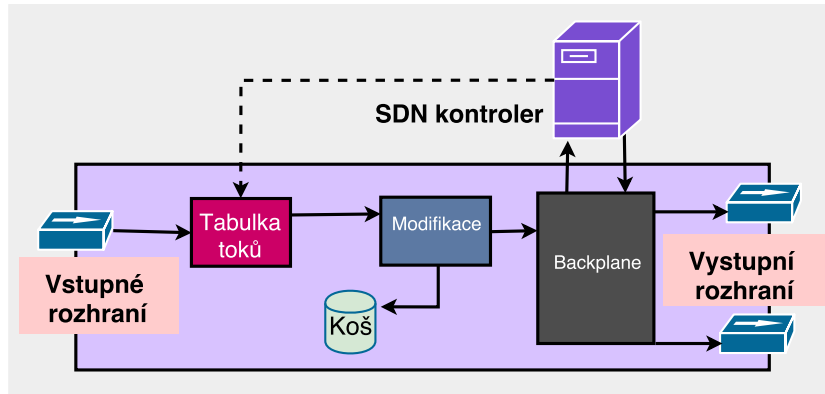 SDN kontroler
Tabulka
toků
Modifikace
Backplane
Vstupné
rozhraní
Koš
Vystupní
rozhraní